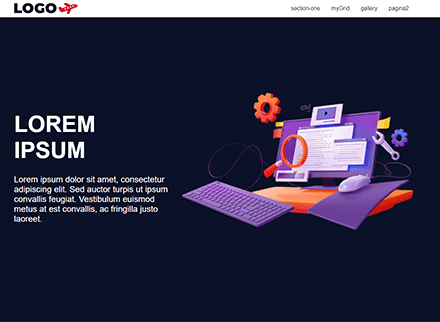 LOGO
section-one myGrid gallery pagina2
LOREM
IPSUM
Lorem ipsum dolor sit amet, consectetur
adipiscing elit. Sed auctor turpis ut ipsum
convallis feugiat. Vestibulum euismod
metus at est convallis, ac fringilla justo
laoreet.